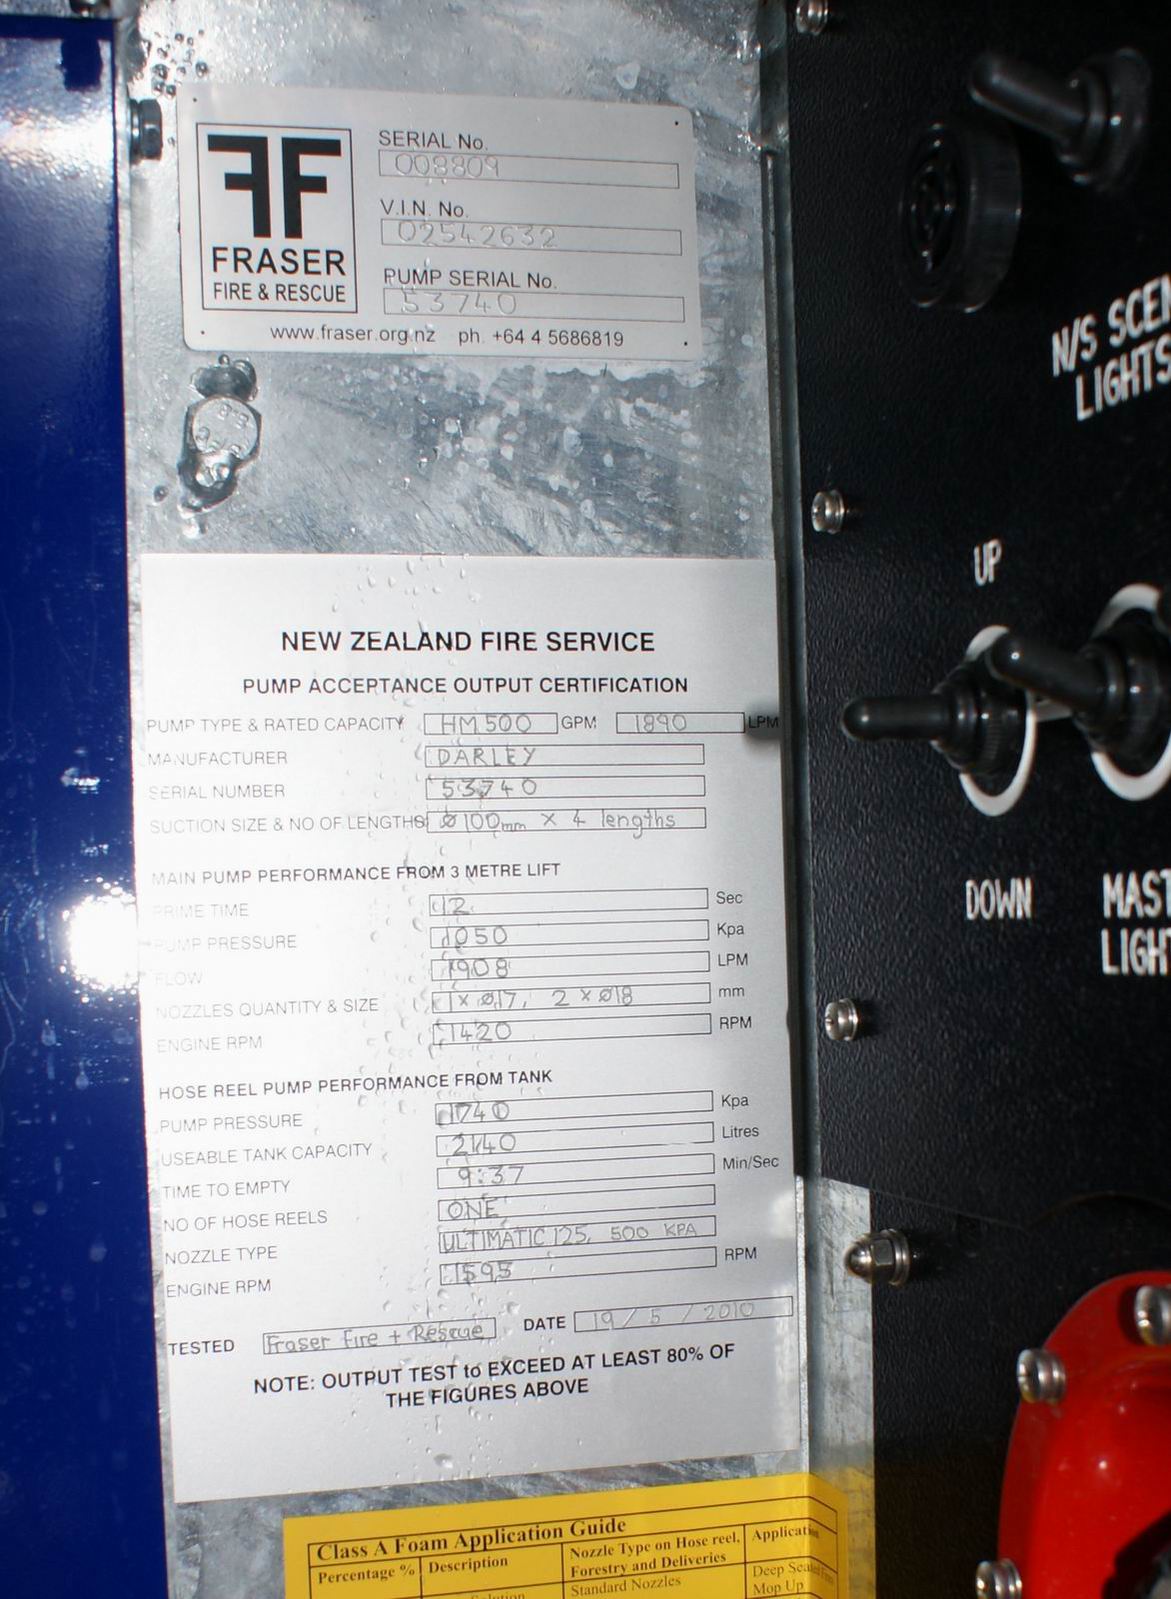 FF
FRASER
FIRE & RESCUE
SERIAL No.
008809
V.I.N. No.
02542632
PUMP SERIAL No.
53740
www.fraser.org.nz ph. +64 4 5686819
NEW ZEALAND FIRE SERVICE
PUMP ACCEPTANCE OUTPUT CERTIFICATION
PUMP TYPE & RATED CAPACITY HM 500 GPM 1890 LPM
MANUFACTURER DARLEY
SERIAL NUMBER 53740
SUCTION SIZE & NO OF LENGTHS Ø 100mm × 4 lengths
MAIN PUMP PERFORMANCE FROM 3 METRE LIFT
PRIME TIME 12 Sec
PUMP PRESSURE 1050 Kpa
FLOW 1908 LPM
NOZZLES QUANTITY & SIZE 1 × Ø17, 2 × Ø18 mm
ENGINE RPM 1420 RPM
HOSE REEL PUMP PERFORMANCE FROM TANK
PUMP PRESSURE 1740 Kpa
USEABLE TANK CAPACITY 2140 Litres
TIME TO EMPTY 9:37 Min/Sec
NO OF HOSE REELS ONE
NOZZLE TYPE ULTIMATIC 125, 500 KPA
ENGINE RPM 1595 RPM
TESTED Fraser Fire + Rescue DATE 19 / 5 / 2010
NOTE: OUTPUT TEST to EXCEED AT LEAST 80% OF
THE FIGURES ABOVE
Class A Foam Application Guide
Percentage % Description Nozzle Type on Hose reel, Forestry and Deliveries Application
Solution Standard Nozzles Deep
Mop Up
N/S
LIGHTS
UP
DOWN